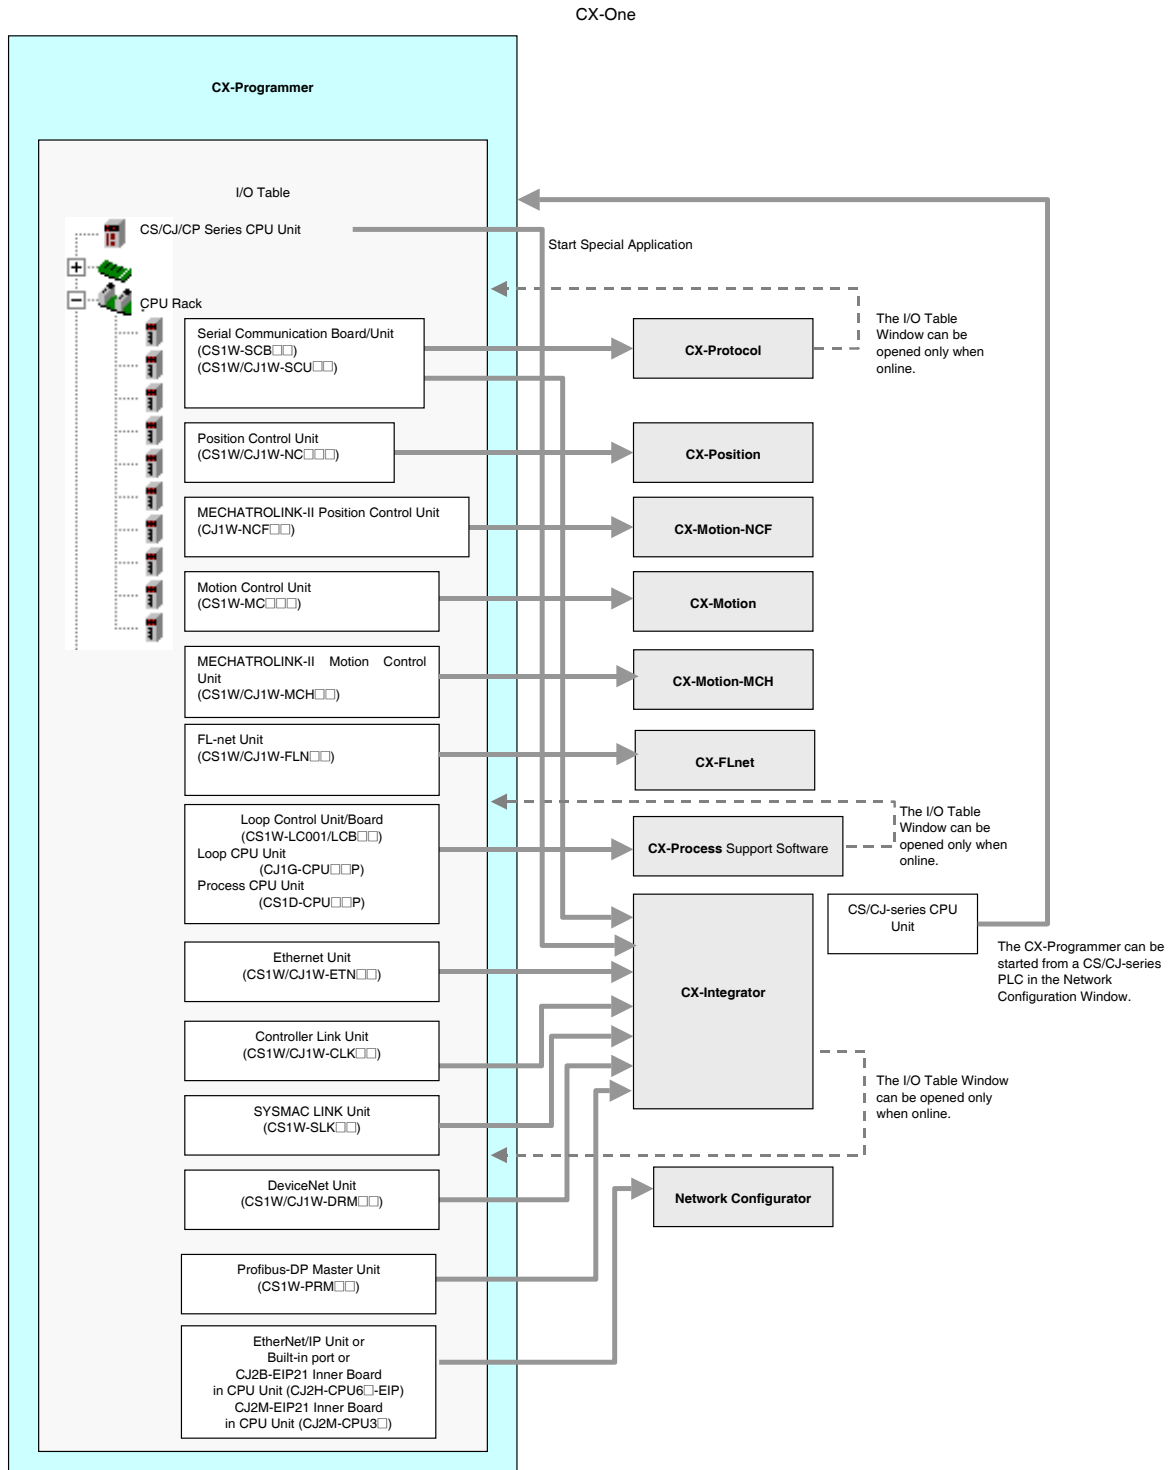 CX-One
CX-Programmer
I/O Table
CS/CJ/CP Series CPU Unit
Start Special Application
CPU Rack
Serial Communication Board/Unit
(CS1W-SCB□□)
(CS1W/CJ1W-SCU□□)
CX-Protocol
The I/O Table
Window can be
opened only when
online.
Position Control Unit
(CS1W/CJ1W-NC□□□)
CX-Position
MECHATROLINK-II Position Control Unit
(CJ1W-NCF□□)
CX-Motion-NCF
Motion Control Unit
(CS1W-MC□□□)
CX-Motion
MECHATROLINK-II Motion Control
Unit
(CS1W/CJ1W-MCH□□)
CX-Motion-MCH
FL-net Unit
(CS1W/CJ1W-FLN□□)
CX-FLnet
Loop Control Unit/Board
(CS1W-LC001/LCB□□)
Loop CPU Unit
(CJ1G-CPU□□P)
Process CPU Unit
(CS1D-CPU□□P)
CX-Process Support Software
The I/O Table
Window can be
opened only when
online.
CS/CJ-series CPU
Unit
The CX-Programmer can be
started from a CS/CJ-series
PLC in the Network
Configuration Window.
Ethernet Unit
(CS1W/CJ1W-ETN□□)
CX-Integrator
Controller Link Unit
(CS1W/CJ1W-CLK□□)
The I/O Table Window
can be opened only
when online.
SYSMAC LINK Unit
(CS1W-SLK□□)
DeviceNet Unit
(CS1W/CJ1W-DRM□□)
Network Configurator
Profibus-DP Master Unit
(CS1W-PRM□□)
EtherNet/IP Unit or
Built-in port or
CJ2B-EIP21 Inner Board
in CPU Unit (CJ2H-CPU6□-EIP)
CJ2M-EIP21 Inner Board
in CPU Unit (CJ2M-CPU3□)